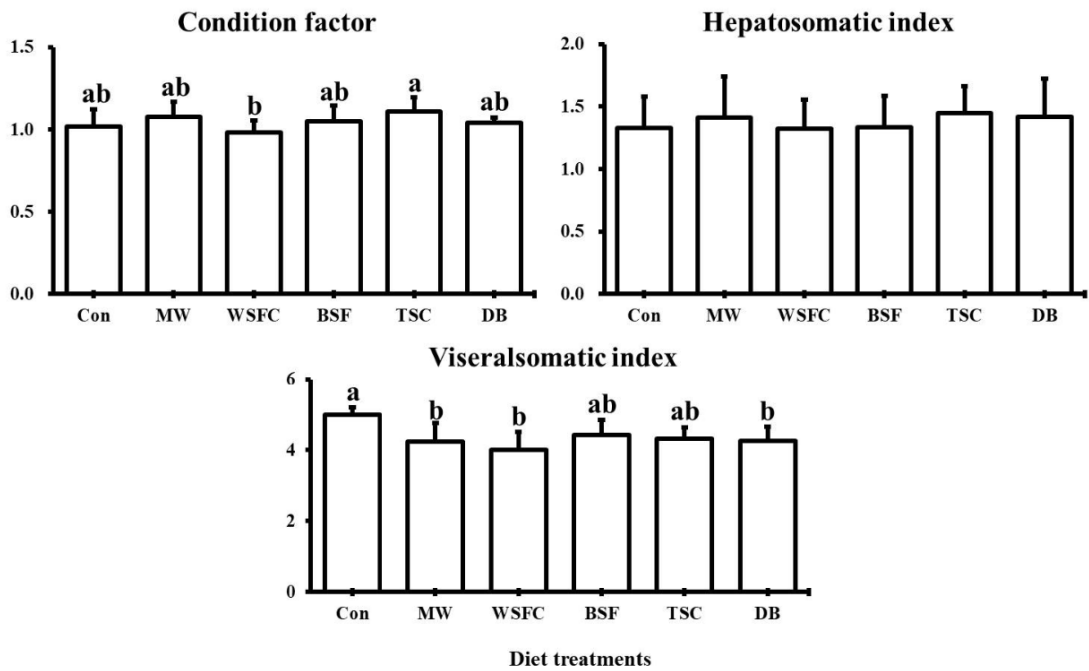 Condition factor
1.5
1.0
0.5
0.0
ab
ab
b
ab
a
ab
Con MW WSFC BSF TSC DB
Hepatosomatic index
2.0
1.5
1.0
0.5
0.0
Con MW WSFC BSF TSC DB
Viseralsomatic index
6
4
2
0
a
b
b
ab
ab
b
Con MW WSFC BSF TSC DB
Diet treatments